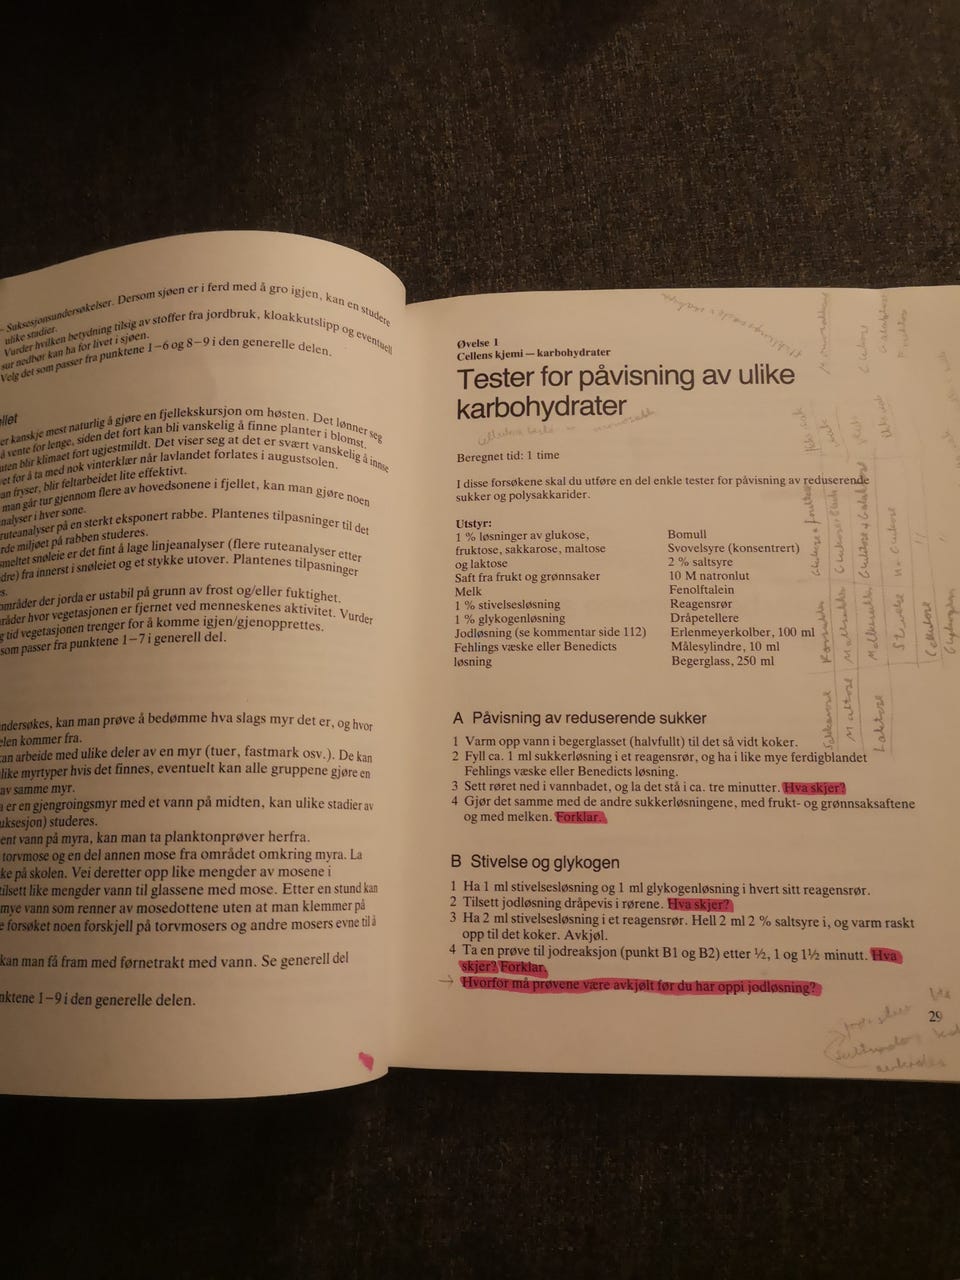 – Suksesjonsundersøkelser. Dersom sjøen er i ferd med å gro igjen, kan en studere
ulike stadier.
Vurder hvilken betydning tilsig av stoffer fra jordbruk, kloakkutslipp og eventuell
sur nedbør kan ha for livet i sjøen.
Velg det som passer fra punktene 1–6 og 8–9 i den generelle delen.
er kanskje mest naturlig å gjøre en fjellekskursjon om høsten. Det lønner seg
å vente for lenge, siden det fort kan bli vanskelig å finne planter i blomst.
uten blir klimaet fort ugjestmildt. Det viser seg at det er svært vanskelig å innse
et for å ta med nok vinterklær når lavlandet forlates i augustsolen.
an fryser, blir feltarbeidet lite effektivt.
man går tur gjennom flere av hovedsonene i fjellet, kan man gjøre noen
nalyser i hver sone.
ruteanalyser på en sterkt eksponert rabbe. Plantenes tilpasninger til det
rde miljøet på rabben studeres.
smeltet snøleie er det fint å lage linjeanalyser (flere ruteanalyser etter
dre) fra innerst i snøleiet og et stykke utover. Plantenes tilpasninger
s.
områder der jorda er ustabil på grunn av frost og/eller fuktighet.
råder hvor vegetasjonen er fjernet ved menneskenes aktivitet. Vurder
g tid vegetasjonen trenger for å komme igjen/gjenopprettes.
som passer fra punktene 1–7 i generell del.
ndersøkes, kan man prøve å bedømme hva slags myr det er, og hvor
elen kommer fra.
an arbeide med ulike deler av en myr (tuer, fastmark osv.). De kan
like myrtyper hvis det finnes, eventuelt kan alle gruppene gjøre en
av samme myr.
a er en gjengroingsmyr med et vann på midten, kan ulike stadier av
uksesjon) studeres.
ent vann på myra, kan man ta planktonprøver herfra.
torvmose og en del annen mose fra området omkring myra. La
ke på skolen. Vei deretter opp like mengder av mosene i
tilsett like mengder vann til glassene med mose. Etter en stund kan
mye vann som renner av mosedottene uten at man klemmer på
e forsøket noen forskjell på torvmosers og andre mosers evne til å
kan man få fram med førnetrakt med vann. Se generell del
nktene 1–9 i den generelle delen.
Øvelse 1
Cellens kjemi – karbohydrater
Tester for påvisning av ulike
karbohydrater
Beregnet tid: 1 time
I disse forsøkene skal du utføre en del enkle tester for påvisning av reduserende
sukker og polysakkarider.
Utstyr:
1 % løsninger av glukose,
fruktose, sakkarose, maltose
og laktose
Saft fra frukt og grønnsaker
Melk
1 % stivelsesløsning
1 % glykogenløsning
Jodløsning (se kommentar side 112)
Fehlings væske eller Benedicts
løsning
Bomull
Svovelsyre (konsentrert)
2 % saltsyre
10 M natronlut
Fenolftalein
Reagensrør
Dråpetellere
Erlenmeyerkolber, 100 ml
Målesylindre, 10 ml
Begerglass, 250 ml
Sakkarose
Maltose
Laktose
Stivelse
Cellulose
A Påvisning av reduserende sukker
1 Varm opp vann i begerglasset (halvfullt) til det så vidt koker.
2 Fyll ca. 1 ml sukkerløsning i et reagensrør, og ha i like mye ferdigblandet
Fehlings væske eller Benedicts løsning.
3 Sett røret ned i vannbadet, og la det stå i ca. tre minutter. Hva skjer?
4 Gjør det samme med de andre sukkerløsningene, med frukt- og grønnsaksaftene
og med melken. Forklar.
B Stivelse og glykogen
1 Ha 1 ml stivelsesløsning og 1 ml glykogenløsning i hvert sitt reagensrør.
2 Tilsett jodløsning dråpevis i rørene. Hva skjer?
3 Ha 2 ml stivelsesløsning i et reagensrør. Hell 2 ml 2 % saltsyre i, og varm raskt
opp til det koker. Avkjøl.
4 Ta en prøve til jodreaksjon (punkt B1 og B2) etter ½, 1 og 1½ minutt. Hva
skjer? Forklar.
→ Hvorfor må prøvene være avkjølt før du har oppi jodløsning?
29